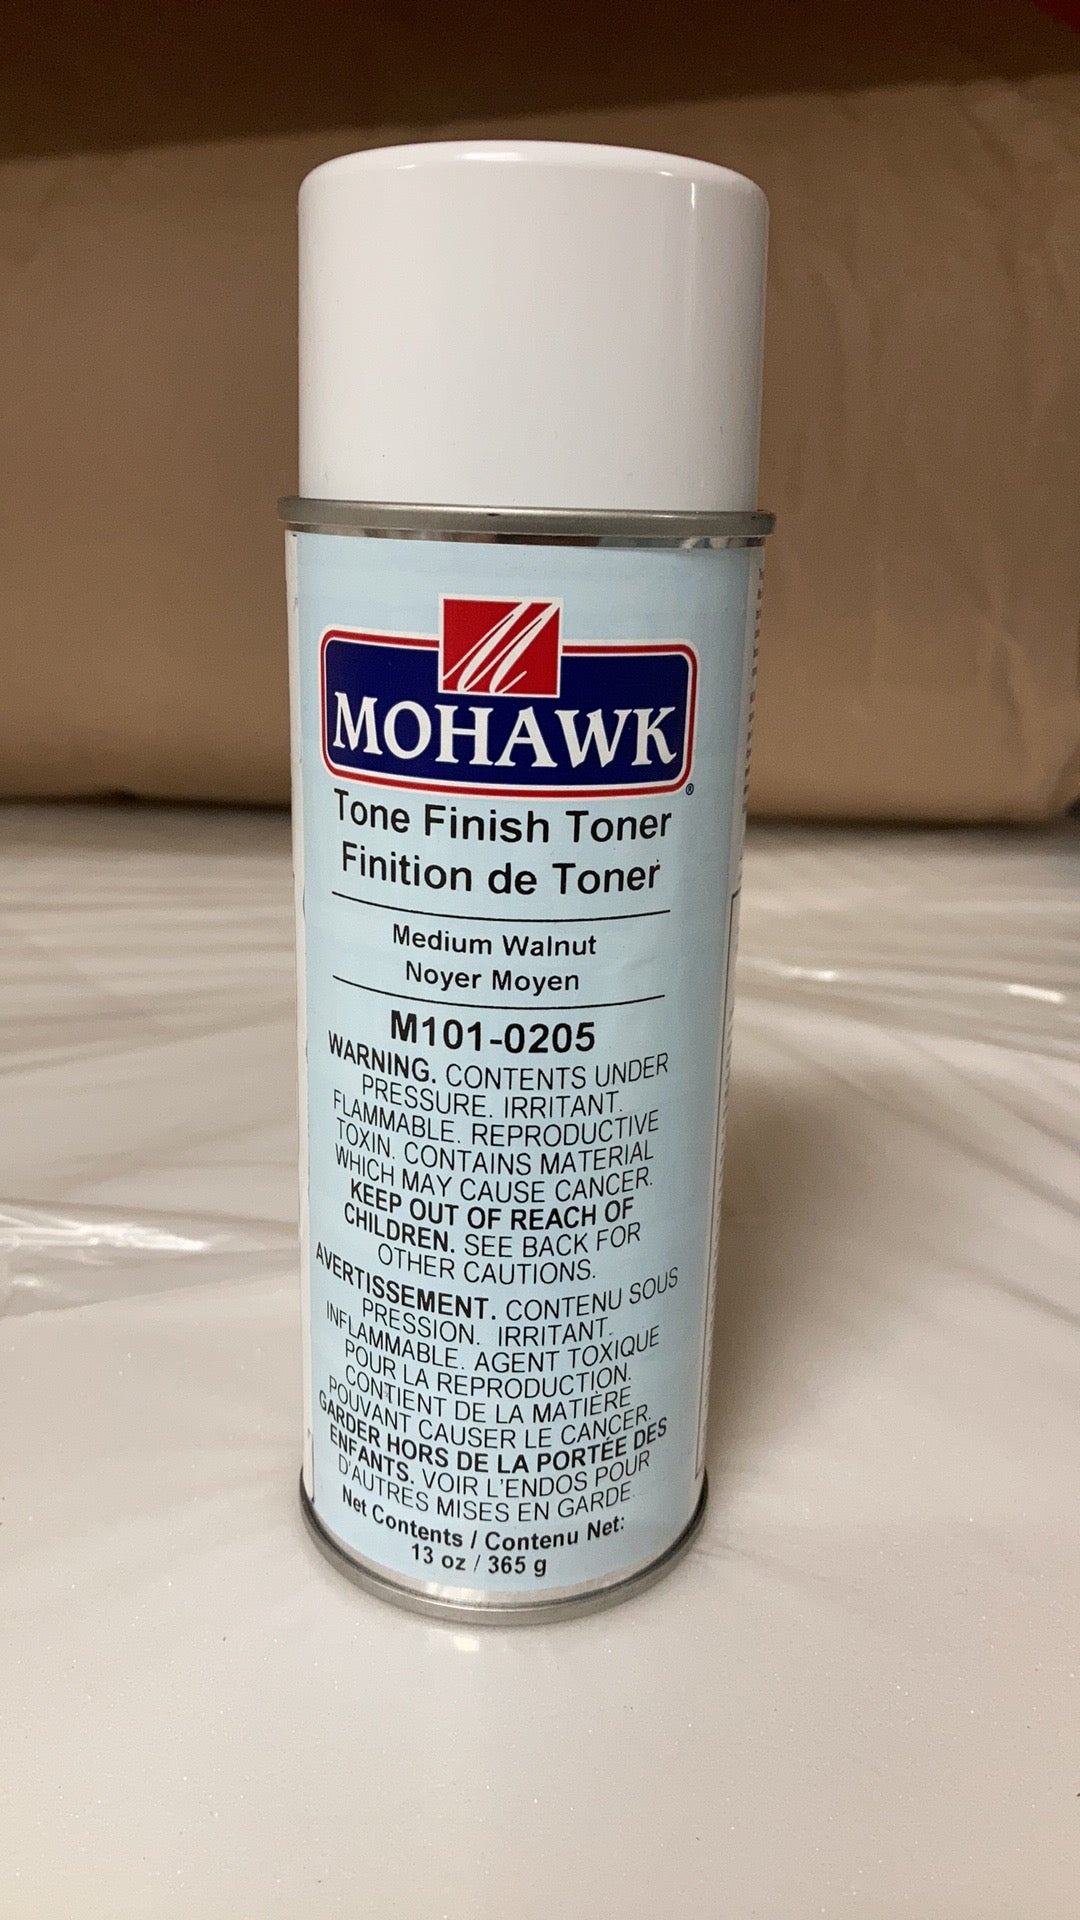 M
MOHAWK®
Tone Finish Toner
Finition de Toner
Medium Walnut
Noyer Moyen
M101-0205
WARNING. CONTENTS UNDER
PRESSURE. IRRITANT.
FLAMMABLE. REPRODUCTIVE
TOXIN. CONTAINS MATERIAL
WHICH MAY CAUSE CANCER.
KEEP OUT OF REACH OF
CHILDREN. SEE BACK FOR
OTHER CAUTIONS.
AVERTISSEMENT. CONTENU SOUS
PRESSION. IRRITANT.
INFLAMMABLE. AGENT TOXIQUE
POUR LA REPRODUCTION.
CONTIENT DE LA MATIÈRE
POUVANT CAUSER LE CANCER.
GARDER HORS DE LA PORTÉE DES
ENFANTS. VOIR L'ENDOS POUR
D'AUTRES MISES EN GARDE.
Net Contents / Contenu Net:
13 oz / 365 g